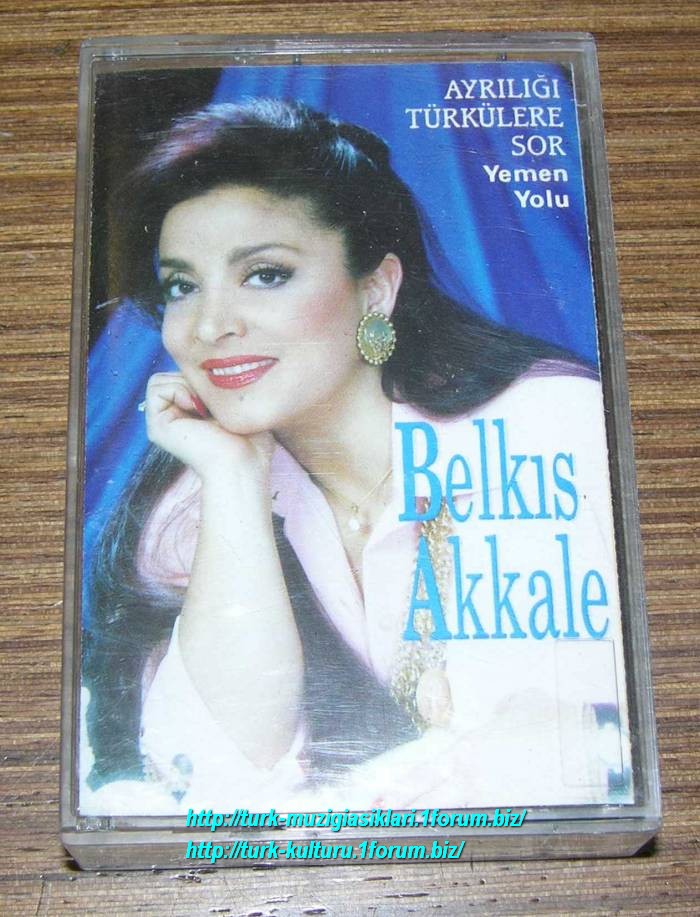 AYRILIĞI
TÜRKÜLERE
SOR
Yemen
Yolu
Belkıs
Akkale
http://turk-muzigiasiklari.1forum.biz/
http://turk-kulturu.1forum.biz/